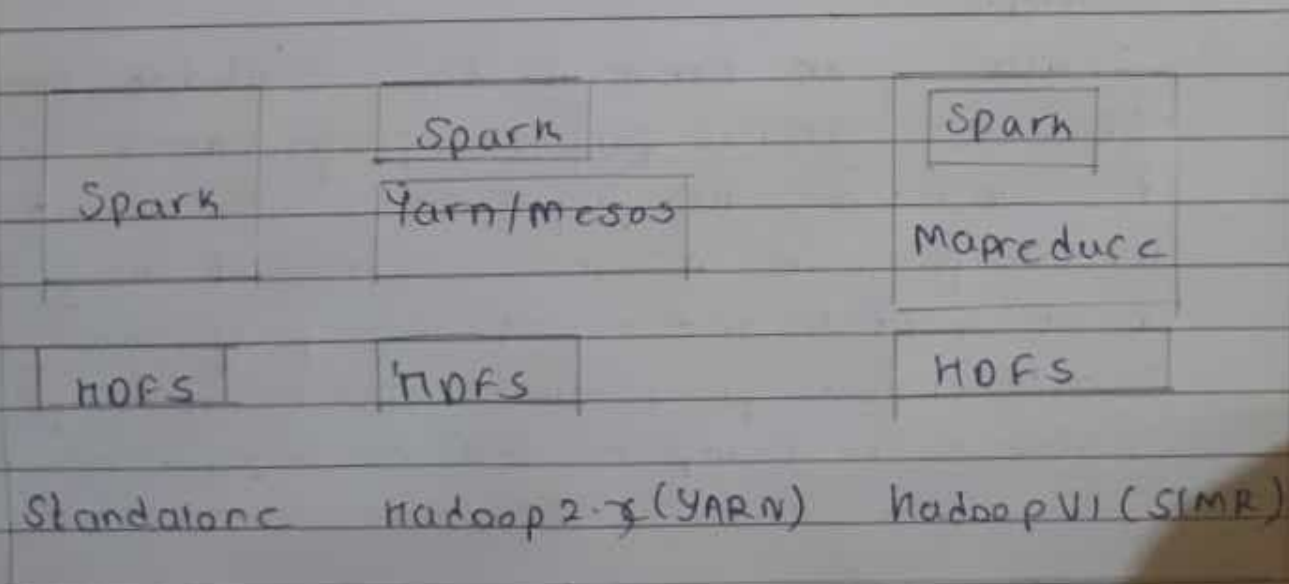 Spark
Spark
Yarn/mesos
Spark
Mapreduce
HDFS
HDFS
HDFS
Standalone
Hadoop 2.x (YARN)
Hadoop V1 (SIMR)